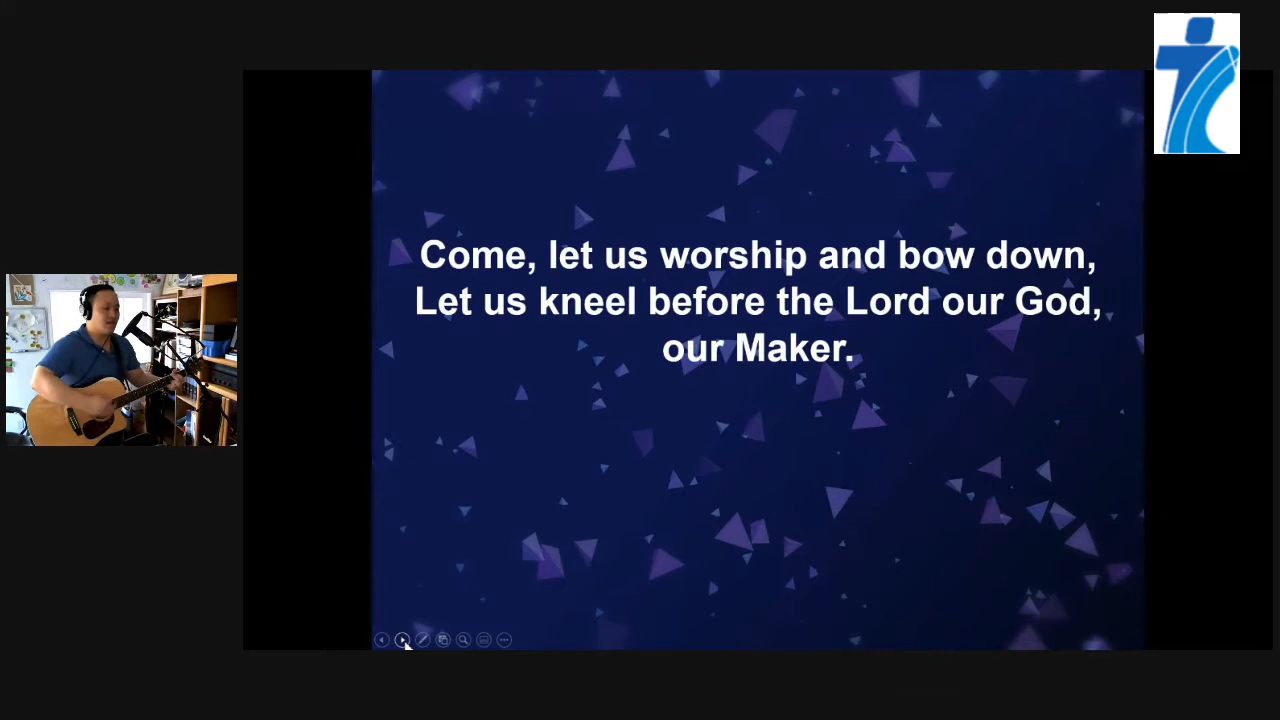 Come, let us worship and bow down,
Let us kneel before the Lord our God,
our Maker.